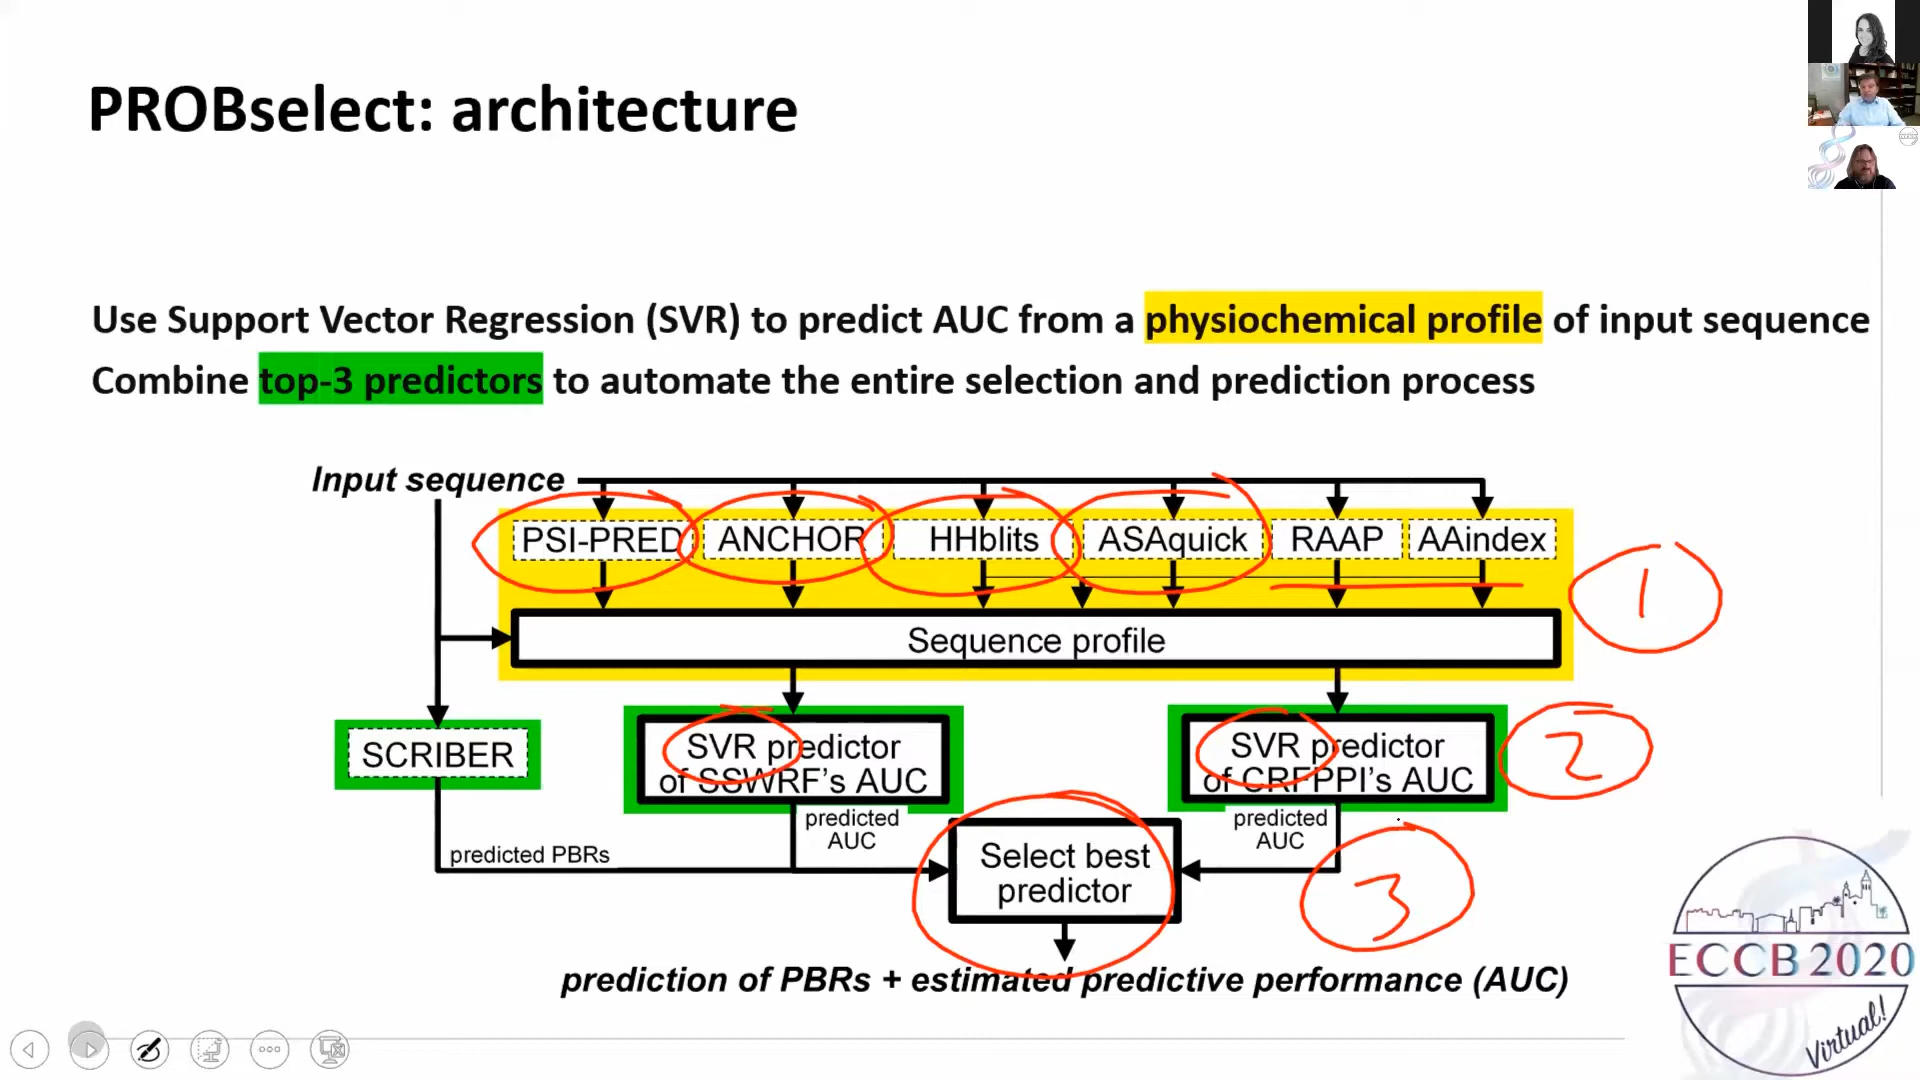 PROBselect: architecture
Use Support Vector Regression (SVR) to predict AUC from a physiochemical profile of input sequence
Combine top-3 predictors to automate the entire selection and prediction process
Input sequence
PSI-PRED
ANCHOR
HHblits
ASAquick
RAAP
AAindex
1
Sequence profile
SCRIBER
SVR predictor
of SSWRF's AUC
SVR predictor
of CRFPPI's AUC
2
predicted
AUC
predicted
AUC
predicted PBRs
Select best
predictor
3
prediction of PBRs + estimated predictive performance (AUC)
ECCB 2020
Virtual!